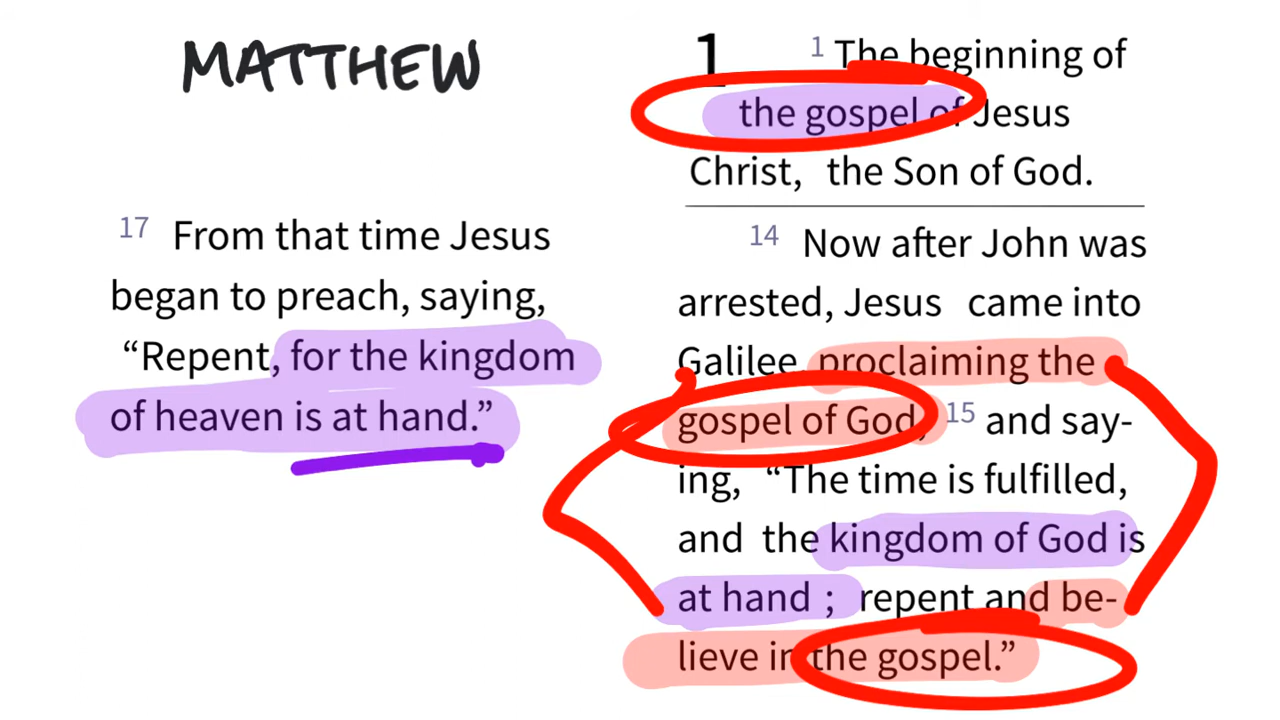 MATTHEW
17 From that time Jesus
began to preach, saying,
“Repent, for the kingdom
of heaven is at hand.”
1 1 The beginning of
the gospel of Jesus
Christ, the Son of God.
14 Now after John was
arrested, Jesus came into
Galilee, proclaiming the
gospel of God, 15 and say-
ing, “The time is fulfilled,
and the kingdom of God is
at hand ; repent and be-
lieve in the gospel.”